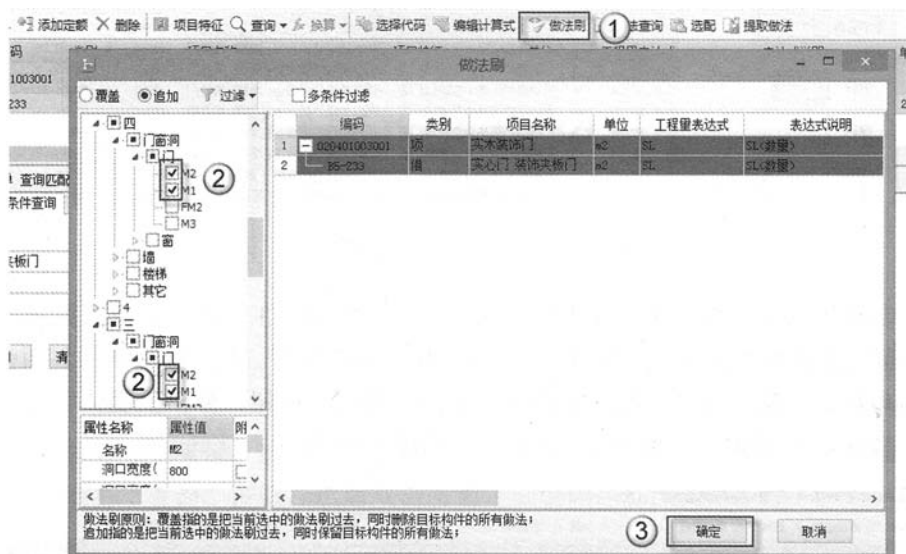 添加定额 删除 项目特征 查询 换算 选择代码 编辑计算式 做法刷 ① 法查询 选配 提取做法
码
1003001
233
做法刷
覆盖 追加 过滤 多条件过滤
四
门窗洞
门
M2
M1 ②
FM2
M3
窗
墙
楼梯
其它
4
三
门窗洞
门
② M2
M1
查询匹配
条件查询
夹板门
清
编码 类别 项目名称 单位 工程量表达式 表达式说明
1 020401003001 项 实木装饰门 m2 SL SL<数量>
2 B5-233 借 实心门 装饰夹板门 m2 SL SL<数量>
属性名称 属性值 附
名称 M2
洞口宽度( 800
做法刷原则：覆盖指的是把当前选中的做法刷过去，同时删除目标构件的所有做法；
追加指的是把当前选中的做法刷过去，同时保留目标构件的所有做法；
③ 确定 取消